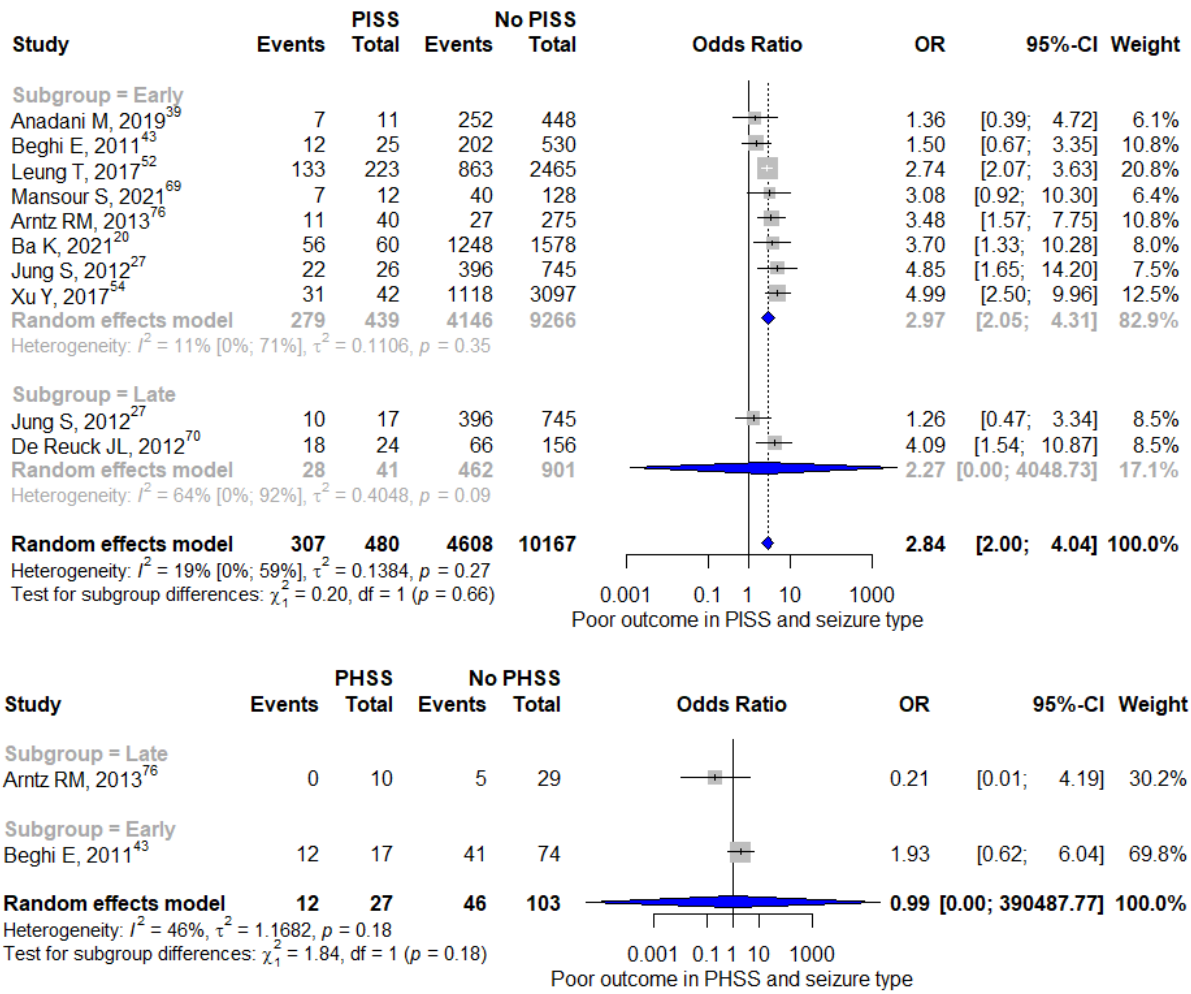 PISS No PISS
Study Events Total Events Total Odds Ratio OR 95%-CI Weight
Subgroup = Early
Anadani M, 2019³⁹ 7 11 252 448 1.36 [0.39; 4.72] 6.1%
Beghi E, 2011⁴³ 12 25 202 530 1.50 [0.67; 3.35] 10.8%
Leung T, 2017⁵² 133 223 863 2465 2.74 [2.07; 3.63] 20.8%
Mansour S, 2021⁶⁹ 7 12 40 128 3.08 [0.92; 10.30] 6.4%
Arntz RM, 2013⁷⁶ 11 40 27 275 3.48 [1.57; 7.75] 10.8%
Ba K, 2021²⁰ 56 60 1248 1578 3.70 [1.33; 10.28] 8.0%
Jung S, 2012²⁷ 22 26 396 745 4.85 [1.65; 14.20] 7.5%
Xu Y, 2017⁵⁴ 31 42 1118 3097 4.99 [2.50; 9.96] 12.5%
Random effects model 279 439 4146 9266 2.97 [2.05; 4.31] 82.9%
Heterogeneity: I² = 11% [0%; 71%], τ² = 0.1106, p = 0.35
Subgroup = Late
Jung S, 2012²⁷ 10 17 396 745 1.26 [0.47; 3.34] 8.5%
De Reuck JL, 2012⁷⁰ 18 24 66 156 4.09 [1.54; 10.87] 8.5%
Random effects model 28 41 462 901 2.27 [0.00; 4048.73] 17.1%
Heterogeneity: I² = 64% [0%; 92%], τ² = 0.4048, p = 0.09
Random effects model 307 480 4608 10167 2.84 [2.00; 4.04] 100.0%
Heterogeneity: I² = 19% [0%; 59%], τ² = 0.1384, p = 0.27
Test for subgroup differences: χ₁² = 0.20, df = 1 (p = 0.66)
0.001 0.1 1 10 1000
Poor outcome in PISS and seizure type
PHSS No PHSS
Study Events Total Events Total Odds Ratio OR 95%-CI Weight
Subgroup = Late
Arntz RM, 2013⁷⁶ 0 10 5 29 0.21 [0.01; 4.19] 30.2%
Subgroup = Early
Beghi E, 2011⁴³ 12 17 41 74 1.93 [0.62; 6.04] 69.8%
Random effects model 12 27 46 103 0.99 [0.00; 390487.77] 100.0%
Heterogeneity: I² = 46%, τ² = 1.1682, p = 0.18
Test for subgroup differences: χ₁² = 1.84, df = 1 (p = 0.18)
0.001 0.1 1 10 1000
Poor outcome in PHSS and seizure type